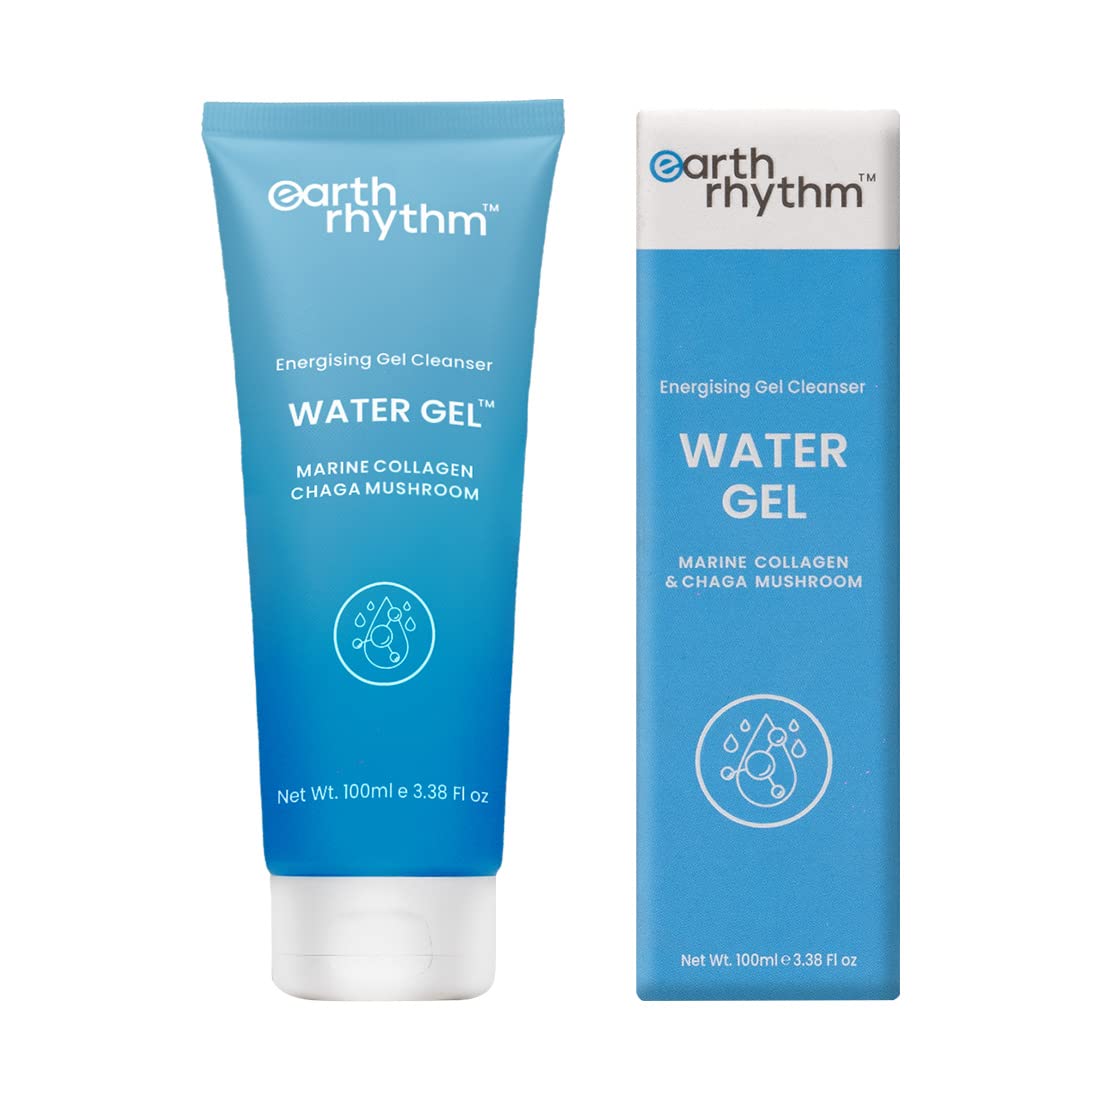 earth
rhythm™
Energising Gel Cleanser
WATER GEL™
MARINE COLLAGEN
CHAGA MUSHROOM
Net Wt. 100ml e 3.38 Fl oz
earth
rhythm™
Energising Gel Cleanser
WATER
GEL
MARINE COLLAGEN
& CHAGA MUSHROOM
Net Wt. 100ml e 3.38 Fl oz